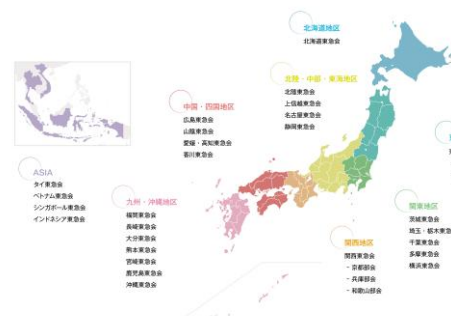 北海道地区
北海道東急会
北陸・中部・東海地区
北陸東急会
上信越東急会
名古屋東急会
静岡東急会
中国・四国地区
広島東急会
山陰東急会
愛媛・高知東急会
香川東急会
ASIA
タイ東急会
ベトナム東急会
シンガポール東急会
インドネシア東急会
九州・沖縄地区
福岡東急会
長崎東急会
大分東急会
熊本東急会
宮崎東急会
鹿児島東急会
沖縄東急会
関西地区
関西東急会
- 京都部会
- 兵庫部会
- 和歌山部会
関東地区
茨城東急会
埼玉・栃木東急
千葉東急会
多摩東急会
横浜東急会